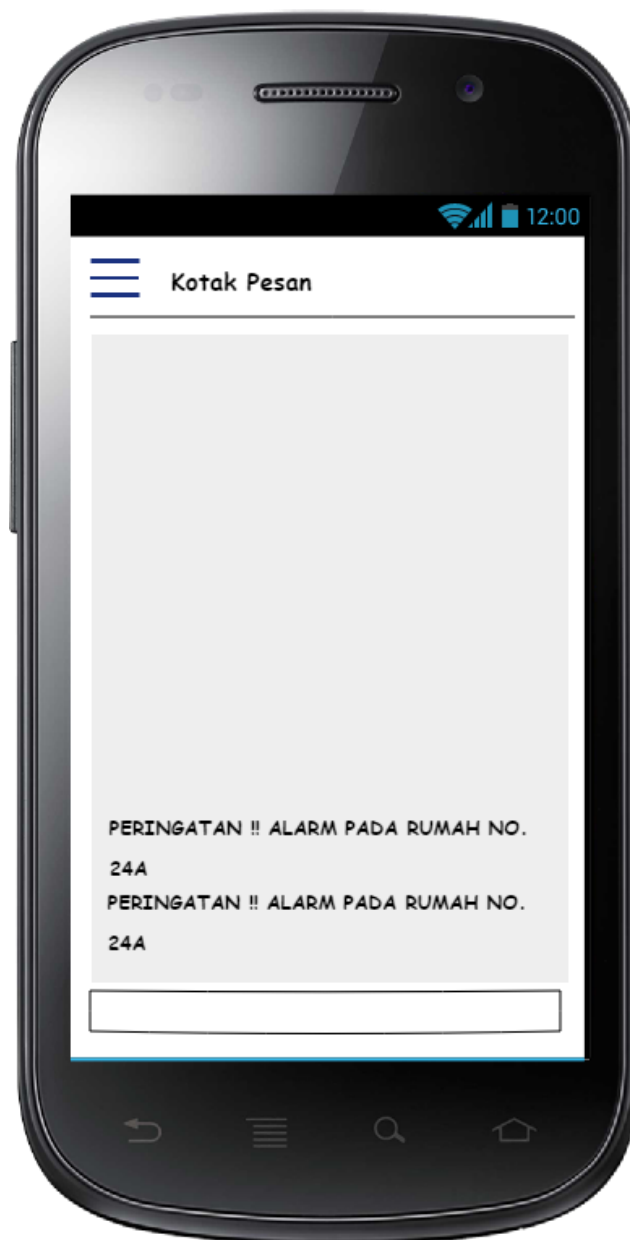 12:00
Kotak Pesan
PERINGATAN !! ALARM PADA RUMAH NO.
24A
PERINGATAN !! ALARM PADA RUMAH NO.
24A